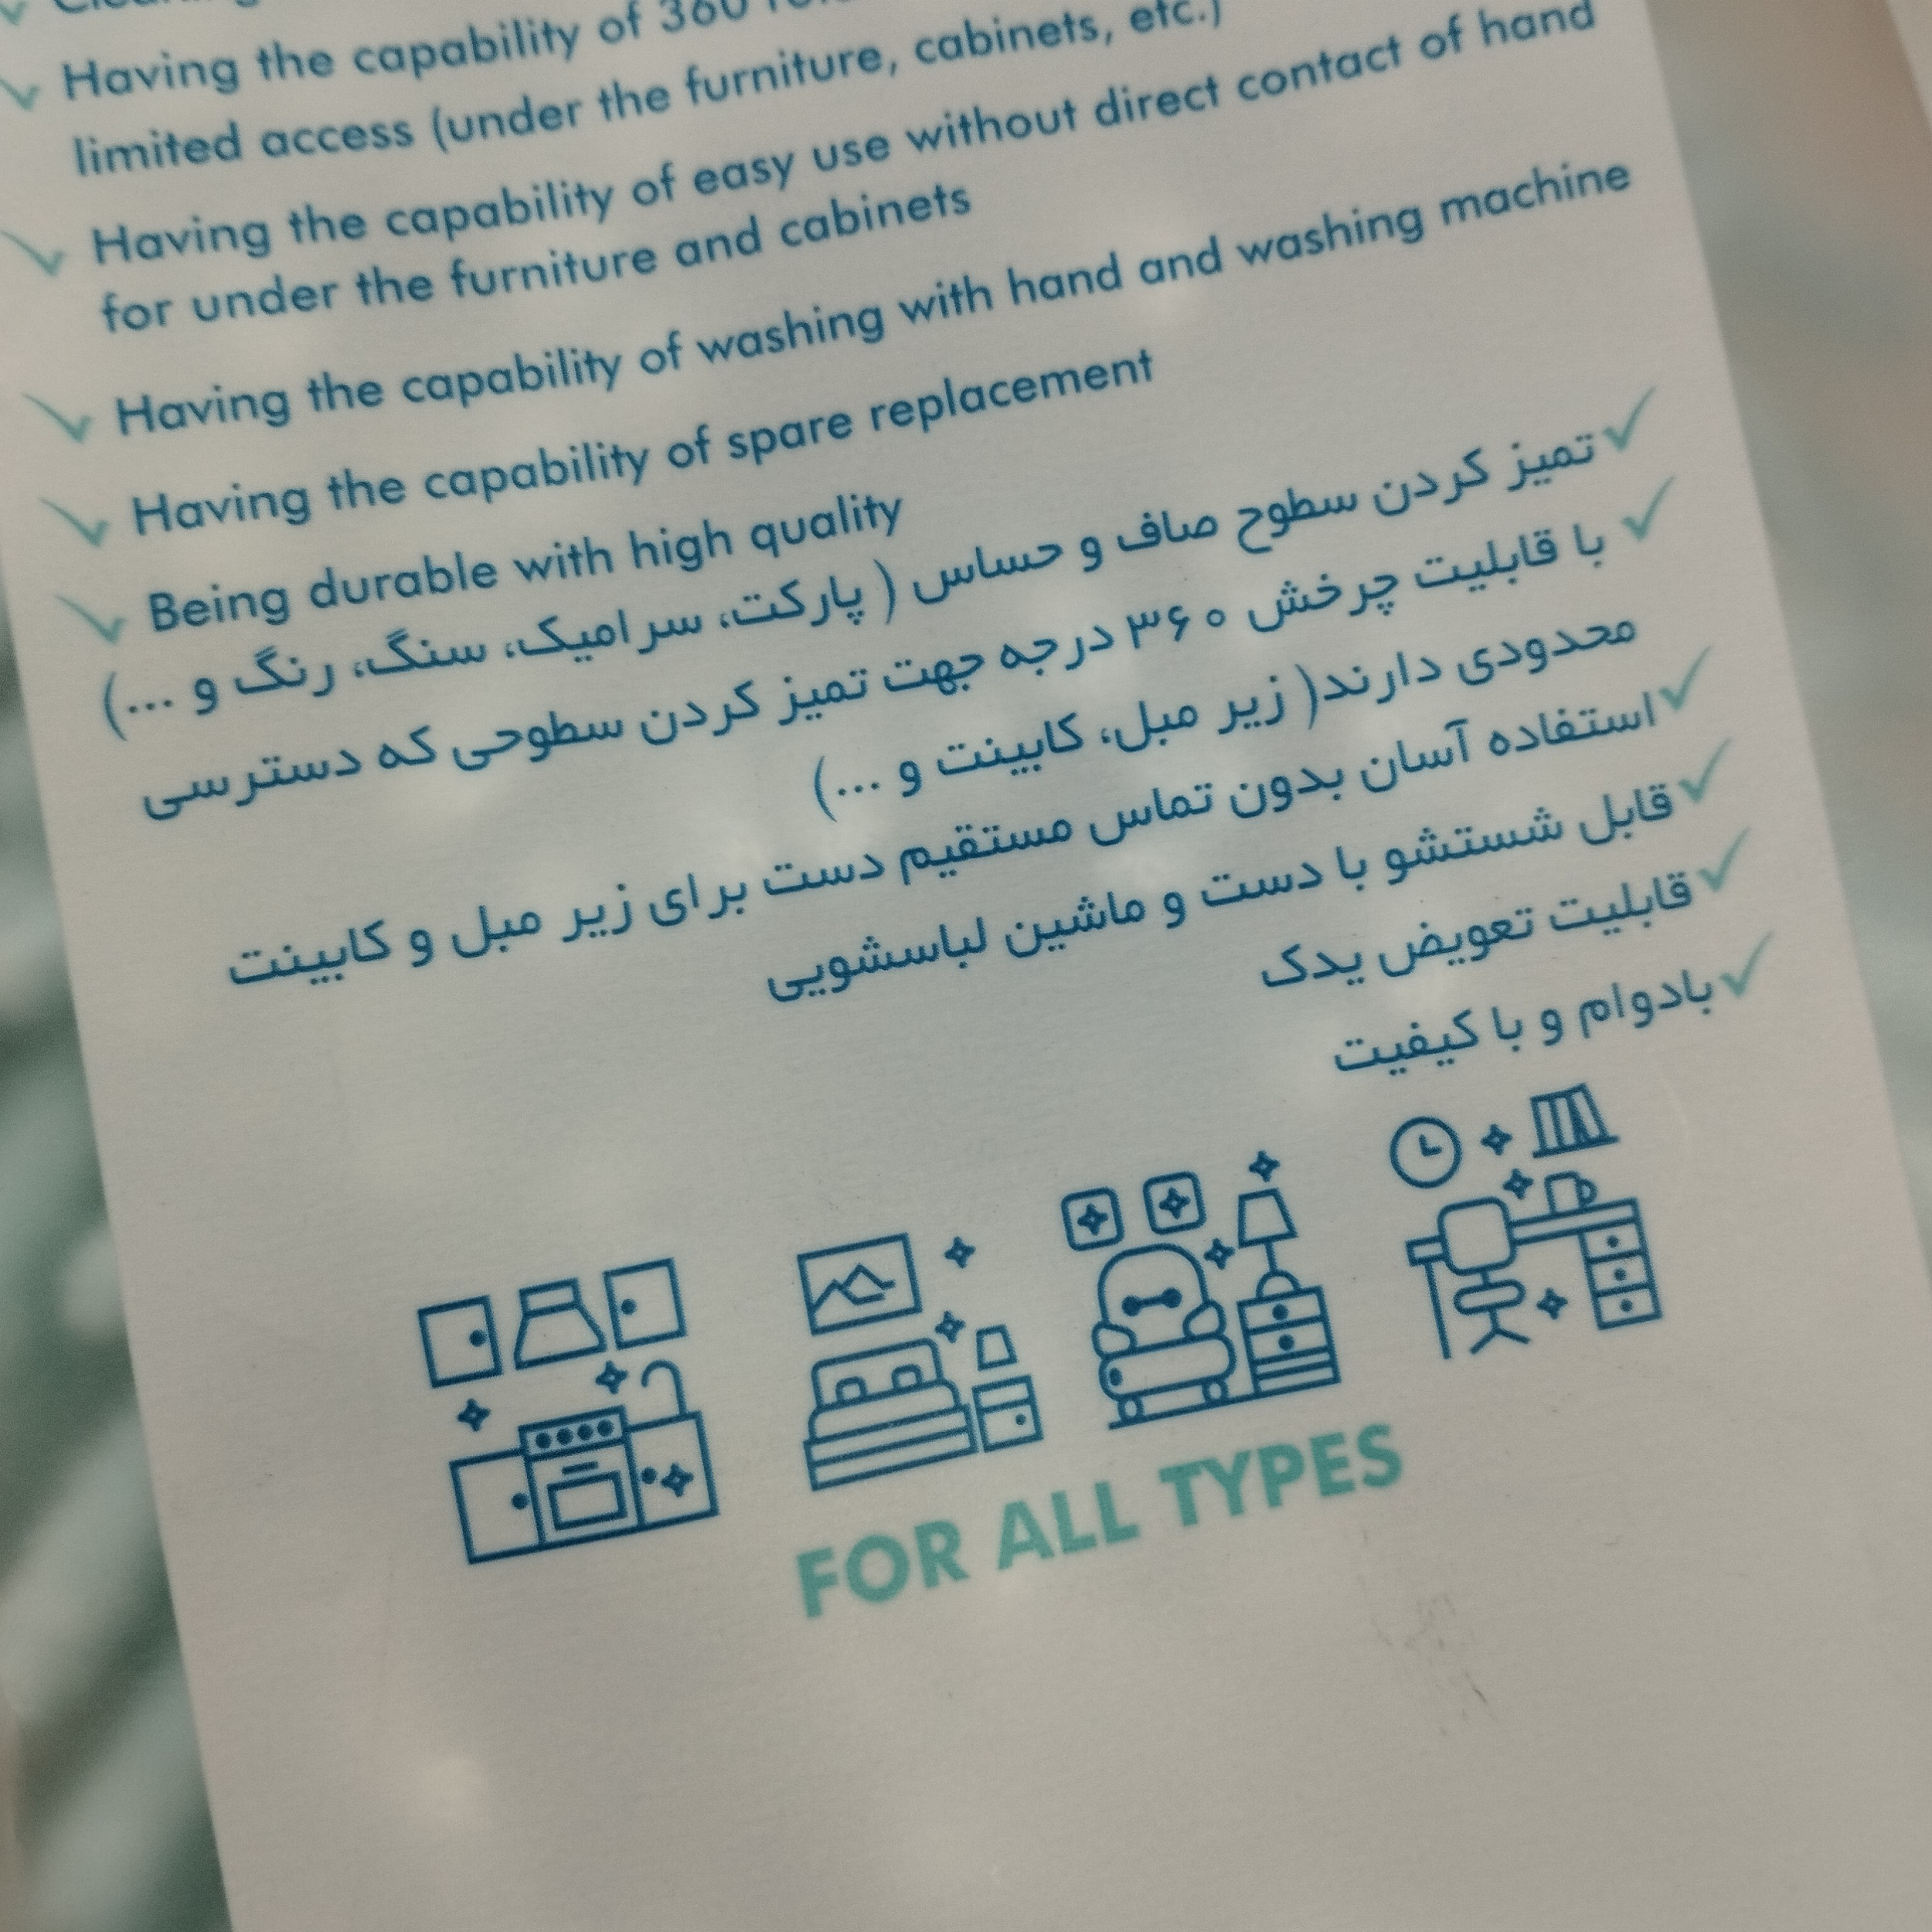 Having the capability of 360
limited access (under the furniture, cabinets, etc.)
Having the capability of easy use without direct contact of hand
for under the furniture and cabinets
Having the capability of washing with hand and washing machine
Having the capability of spare replacement
Being durable with high quality
تمیز کردن سطوح صاف و حساس ( پارکت، سرامیک، سنگ، رنگ و ...)
با قابلیت چرخش ۳۶۰ درجه جهت تمیز کردن سطوحی که دسترسی
محدودی دارند( زیر مبل، کابینت و ...)
استفاده آسان بدون تماس مستقیم دست برای زیر مبل و کابینت
قابل شستشو با دست و ماشین لباسشویی
قابلیت تعویض یدک
بادوام و با کیفیت
FOR ALL TYPES